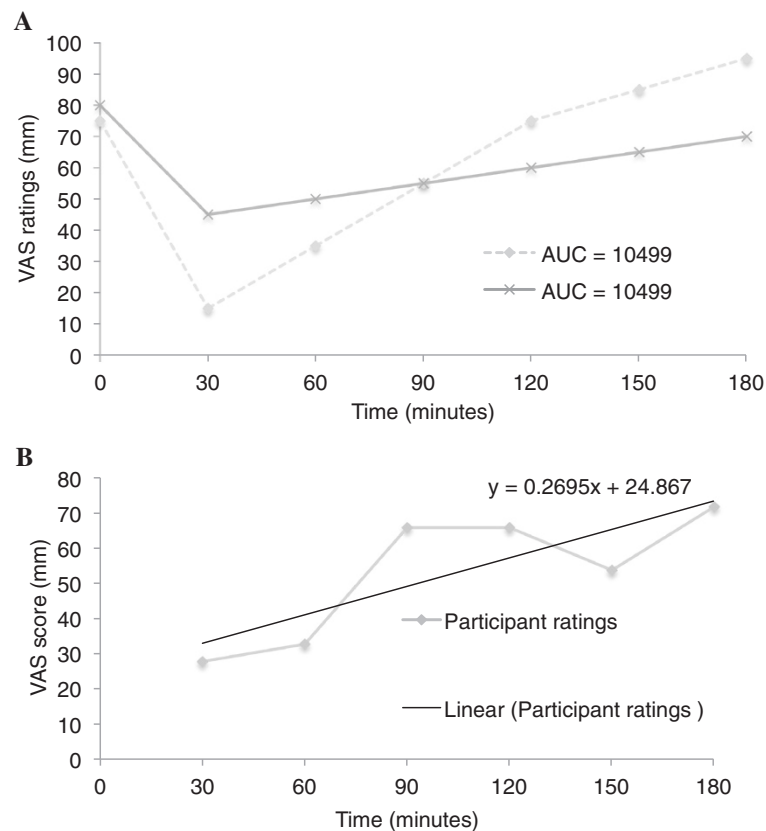 A
100
90
80
70
60
50
40
30
20
10
0
VAS ratings (mm)
AUC = 10499
AUC = 10499
0 30 60 90 120 150 180
Time (minutes)
B
80
70
60
50
40
30
20
10
0
VAS score (mm)
y = 0.2695x + 24.867
Participant ratings
Linear (Participant ratings )
0 30 60 90 120 150 180
Time (minutes)